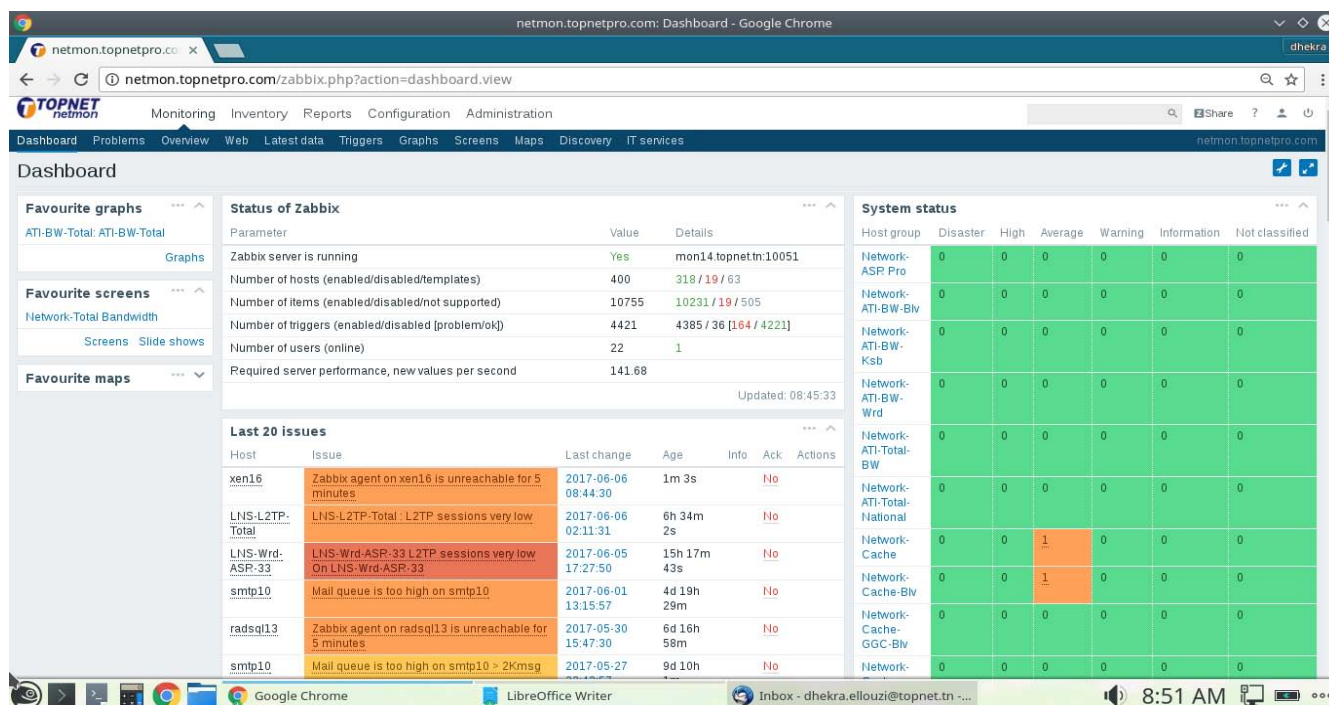 netmon.topnetpro.com: Dashboard - Google Chrome
netmon.topnetpro.co
dhekra
netmon.topnetpro.com/zabbix.php?action=dashboard.view
TOPNET
netmon
Monitoring Inventory Reports Configuration Administration
Share ?
Dashboard Problems Overview Web Latest data Triggers Graphs Screens Maps Discovery IT services
netmon.topnetpro.com
Dashboard
Favourite graphs
ATI-BW-Total: ATI-BW-Total
Graphs
Favourite screens
Network-Total Bandwidth
Screens Slide shows
Favourite maps
Status of Zabbix
Parameter Value Details
Zabbix server is running Yes mon14.topnet.tn:10051
Number of hosts (enabled/disabled/templates) 400 318 / 19 / 63
Number of items (enabled/disabled/not supported) 10755 10231 / 19 / 505
Number of triggers (enabled/disabled [problem/ok]) 4421 4385 / 36 [164 / 4221]
Number of users (online) 22 1
Required server performance, new values per second 141.68
Updated: 08:45:33
Last 20 issues
Host Issue Last change Age Info Ack Actions
xen16 Zabbix agent on xen16 is unreachable for 5 2017-06-06 1m 3s No
minutes 08:44:30
LNS-L2TP- LNS-L2TP-Total : L2TP sessions very low 2017-06-06 6h 34m No
Total 02:11:31 2s
LNS-Wrd- LNS-Wrd-ASR-33 L2TP sessions very low 2017-06-05 15h 17m No
ASR-33 On LNS-Wrd-ASR-33 17:27:50 43s
smtp10 Mail queue is too high on smtp10 2017-06-01 4d 19h No
13:15:57 29m
radsql13 Zabbix agent on radsql13 is unreachable for 2017-05-30 6d 16h No
5 minutes 15:47:30 58m
smtp10 Mail queue is too high on smtp10 > 2Kmsg 2017-05-27 9d 10h No
System status
Host group Disaster High Average Warning Information Not classified
Network- 0 0 0 0 0 0
ASR Pro
Network- 0 0 0 0 0 0
ATI-BW-Blv
Network- 0 0 0 0 0 0
ATI-BW-
Ksb
Network- 0 0 0 0 0 0
ATI-BW-
Wrd
Network- 0 0 0 0 0 0
ATI-Total-
BW
Network- 0 0 0 0 0 0
ATI-Total-
National
Network- 0 0 1 0 0 0
Cache
Network- 0 0 1 0 0 0
Cache-Blv
Network- 0 0 0 0 0 0
Cache-
GGC-Blv
Network- 0 0 0 0 0 0
Google Chrome
LibreOffice Writer
Inbox - dhekra.ellouzi@topnet.tn -...
8:51 AM